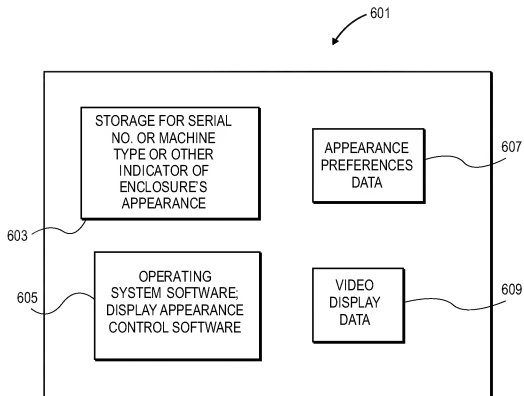 601
STORAGE FOR SERIAL
NO. OR MACHINE
TYPE OR OTHER
INDICATOR OF
ENCLOSURE'S
APPEARANCE
603
APPEARANCE
PREFERENCES
DATA
607
OPERATING
SYSTEM SOFTWARE;
DISPLAY APPEARANCE
CONTROL SOFTWARE
605
VIDEO
DISPLAY
DATA
609